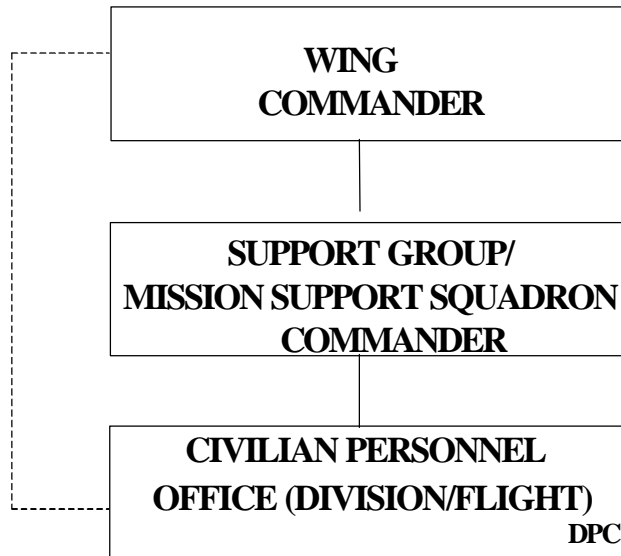 WING
COMMANDER
SUPPORT GROUP/
MISSION SUPPORT SQUADRON
COMMANDER
CIVILIAN PERSONNEL
OFFICE (DIVISION/FLIGHT)
DPC